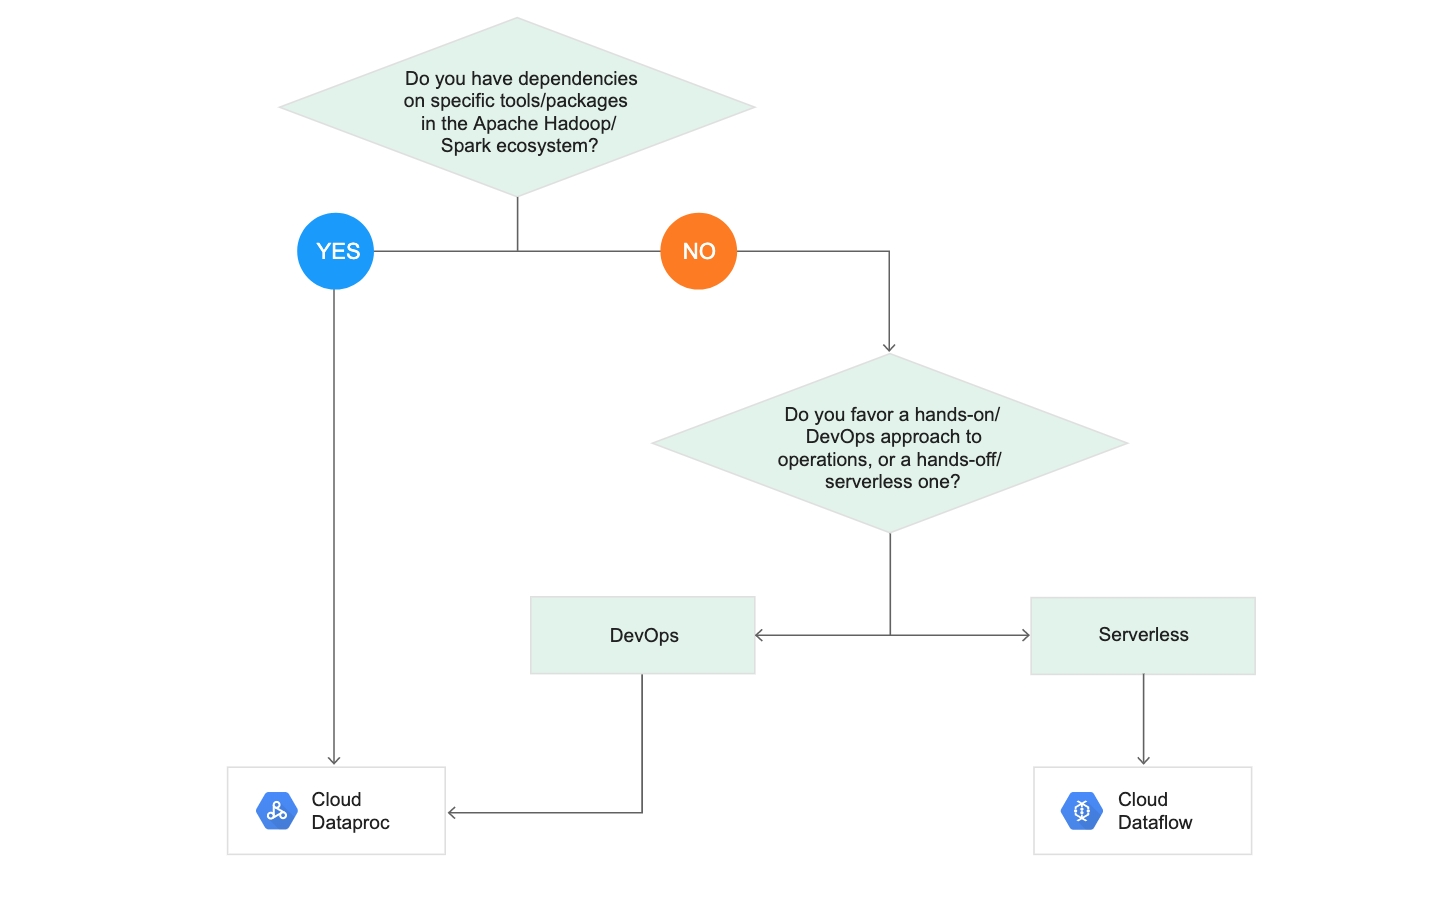 Do you have dependencies
on specific tools/packages
in the Apache Hadoop/
Spark ecosystem?
YES
NO
Do you favor a hands-on/
DevOps approach to
operations, or a hands-off/
serverless one?
DevOps
Serverless
Cloud
Dataproc
Cloud
Dataflow